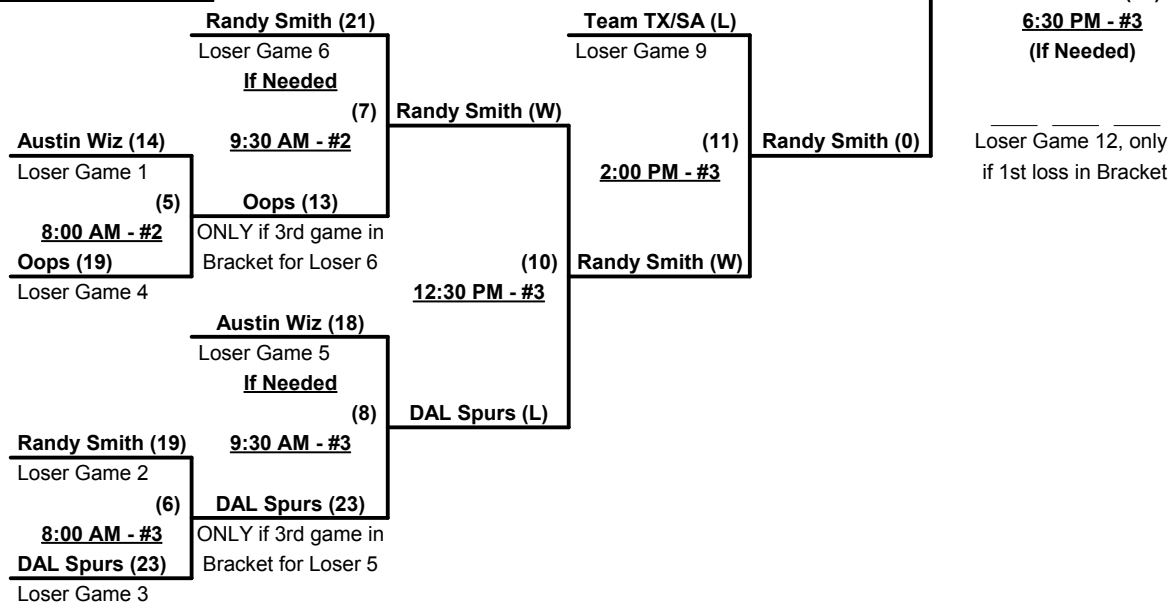 Randy Smith (21)
Team TX/SA (L)
6:30 PM - #3
Loser Game 6
Loser Game 9
(If Needed)
If Needed
(7)
Randy Smith (W)
Austin Wiz (14)
9:30 AM - #2
(11)
Randy Smith (0)
Loser Game 12, only
Loser Game 1
2:00 PM - #3
if 1st loss in Bracket
(5)
Oops (13)
8:00 AM - #2
ONLY if 3rd game in
Oops (19)
Bracket for Loser 6
(10)
Randy Smith (W)
Loser Game 4
12:30 PM - #3
Austin Wiz (18)
Loser Game 5
If Needed
(8)
DAL Spurs (L)
Randy Smith (19)
9:30 AM - #3
Loser Game 2
(6)
DAL Spurs (23)
8:00 AM - #3
ONLY if 3rd game in
DAL Spurs (23)
Bracket for Loser 5
Loser Game 3